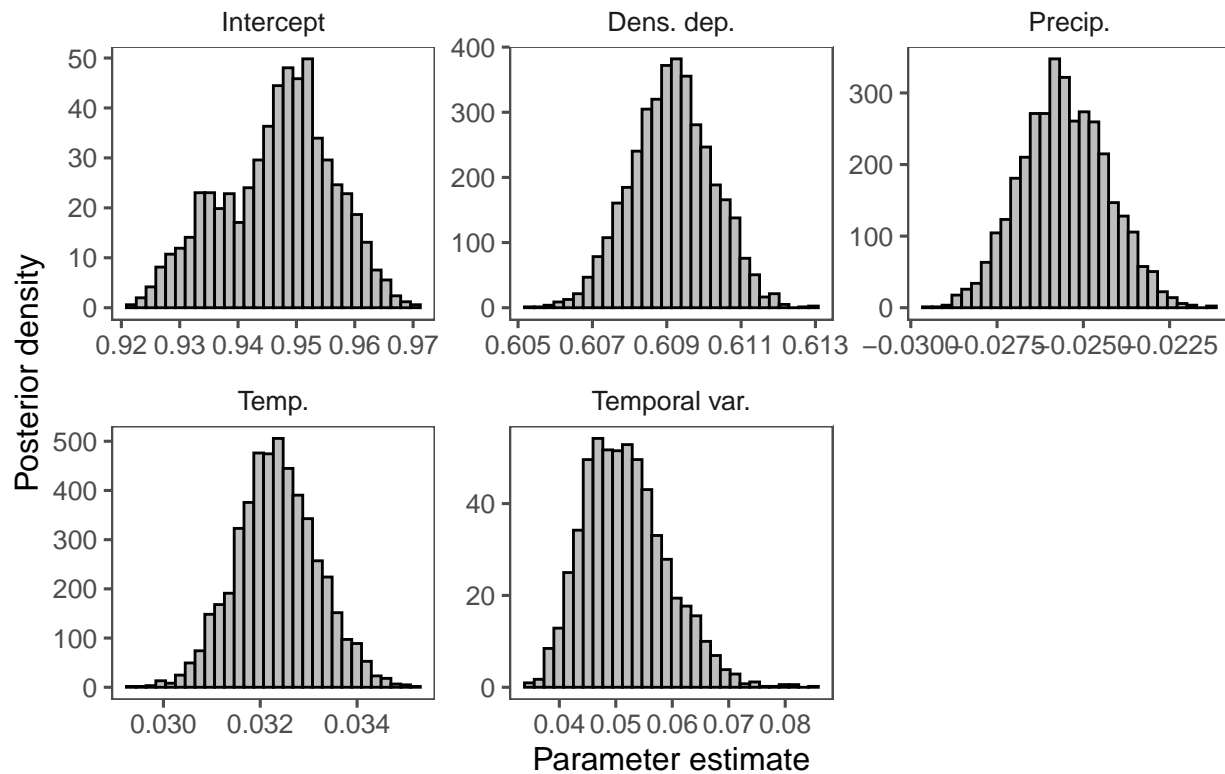 Intercept
Dens. dep.
Precip.
50
40
30
20
10
0
400
300
200
100
0
300
200
100
0
0.92 0.93 0.94 0.95 0.96 0.97
0.605 0.607 0.609 0.611 0.613
−0.0300 −0.0275 −0.0250 −0.0225
Posterior density
Temp.
Temporal var.
500
400
300
200
100
0
40
20
0
0.030 0.032 0.034
0.04 0.05 0.06 0.07 0.08
Parameter estimate